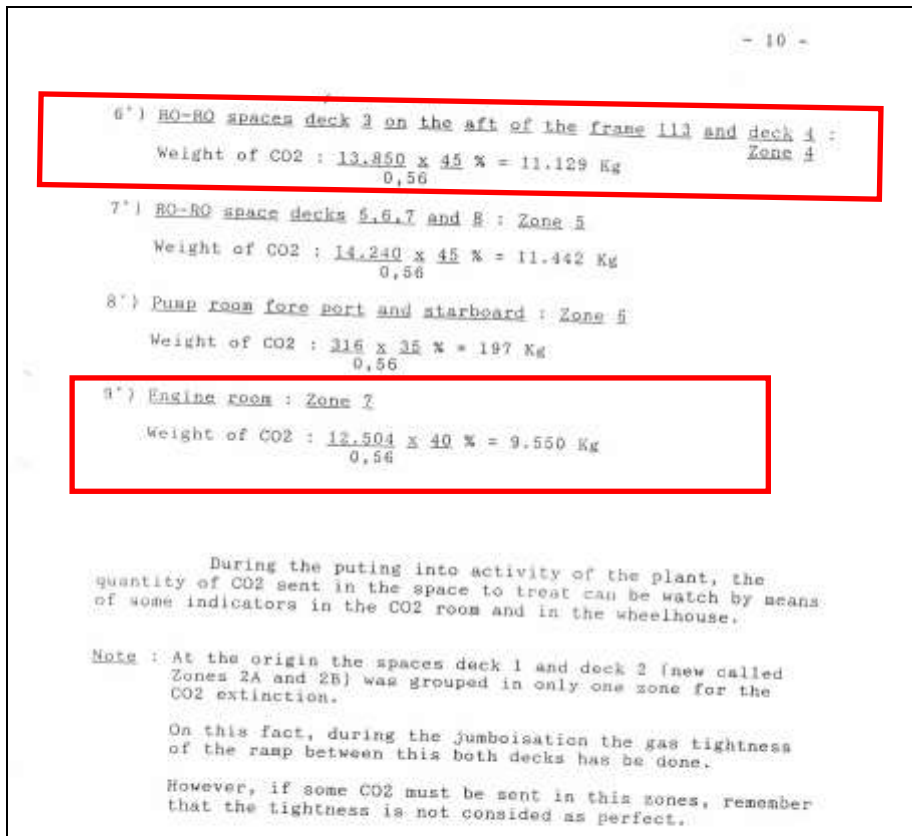 - 10 -
6°) RO-RO spaces deck 3 on the aft of the frame 113 and deck 4 :
Zone 4
Weight of CO2 : 13.850 x 45 % = 11.129 Kg
0,56
7°) RO-RO space decks 5,6,7 and 8 : Zone 5
Weight of CO2 : 14.240 x 45 % = 11.442 Kg
0,56
8°) Pump room fore port and starboard : Zone 6
Weight of CO2 : 316 x 35 % = 197 Kg
0,56
9°) Engine room : Zone 7
Weight of CO2 : 12.504 x 40 % = 9.550 Kg
0,56
During the puting into activity of the plant, the
quantity of CO2 sent in the space to treat can be watch by means
of some indicators in the CO2 room and in the wheelhouse.
Note : At the origin the spaces deck 1 and deck 2 (new called
Zones 2A and 2B) was grouped in only one zone for the
CO2 extinction.
On this fact, during the jumboisation the gas tightness
of the ramp between this both decks has be done.
However, if some CO2 must be sent in this zones, remember
that the tightness is not consided as perfect.